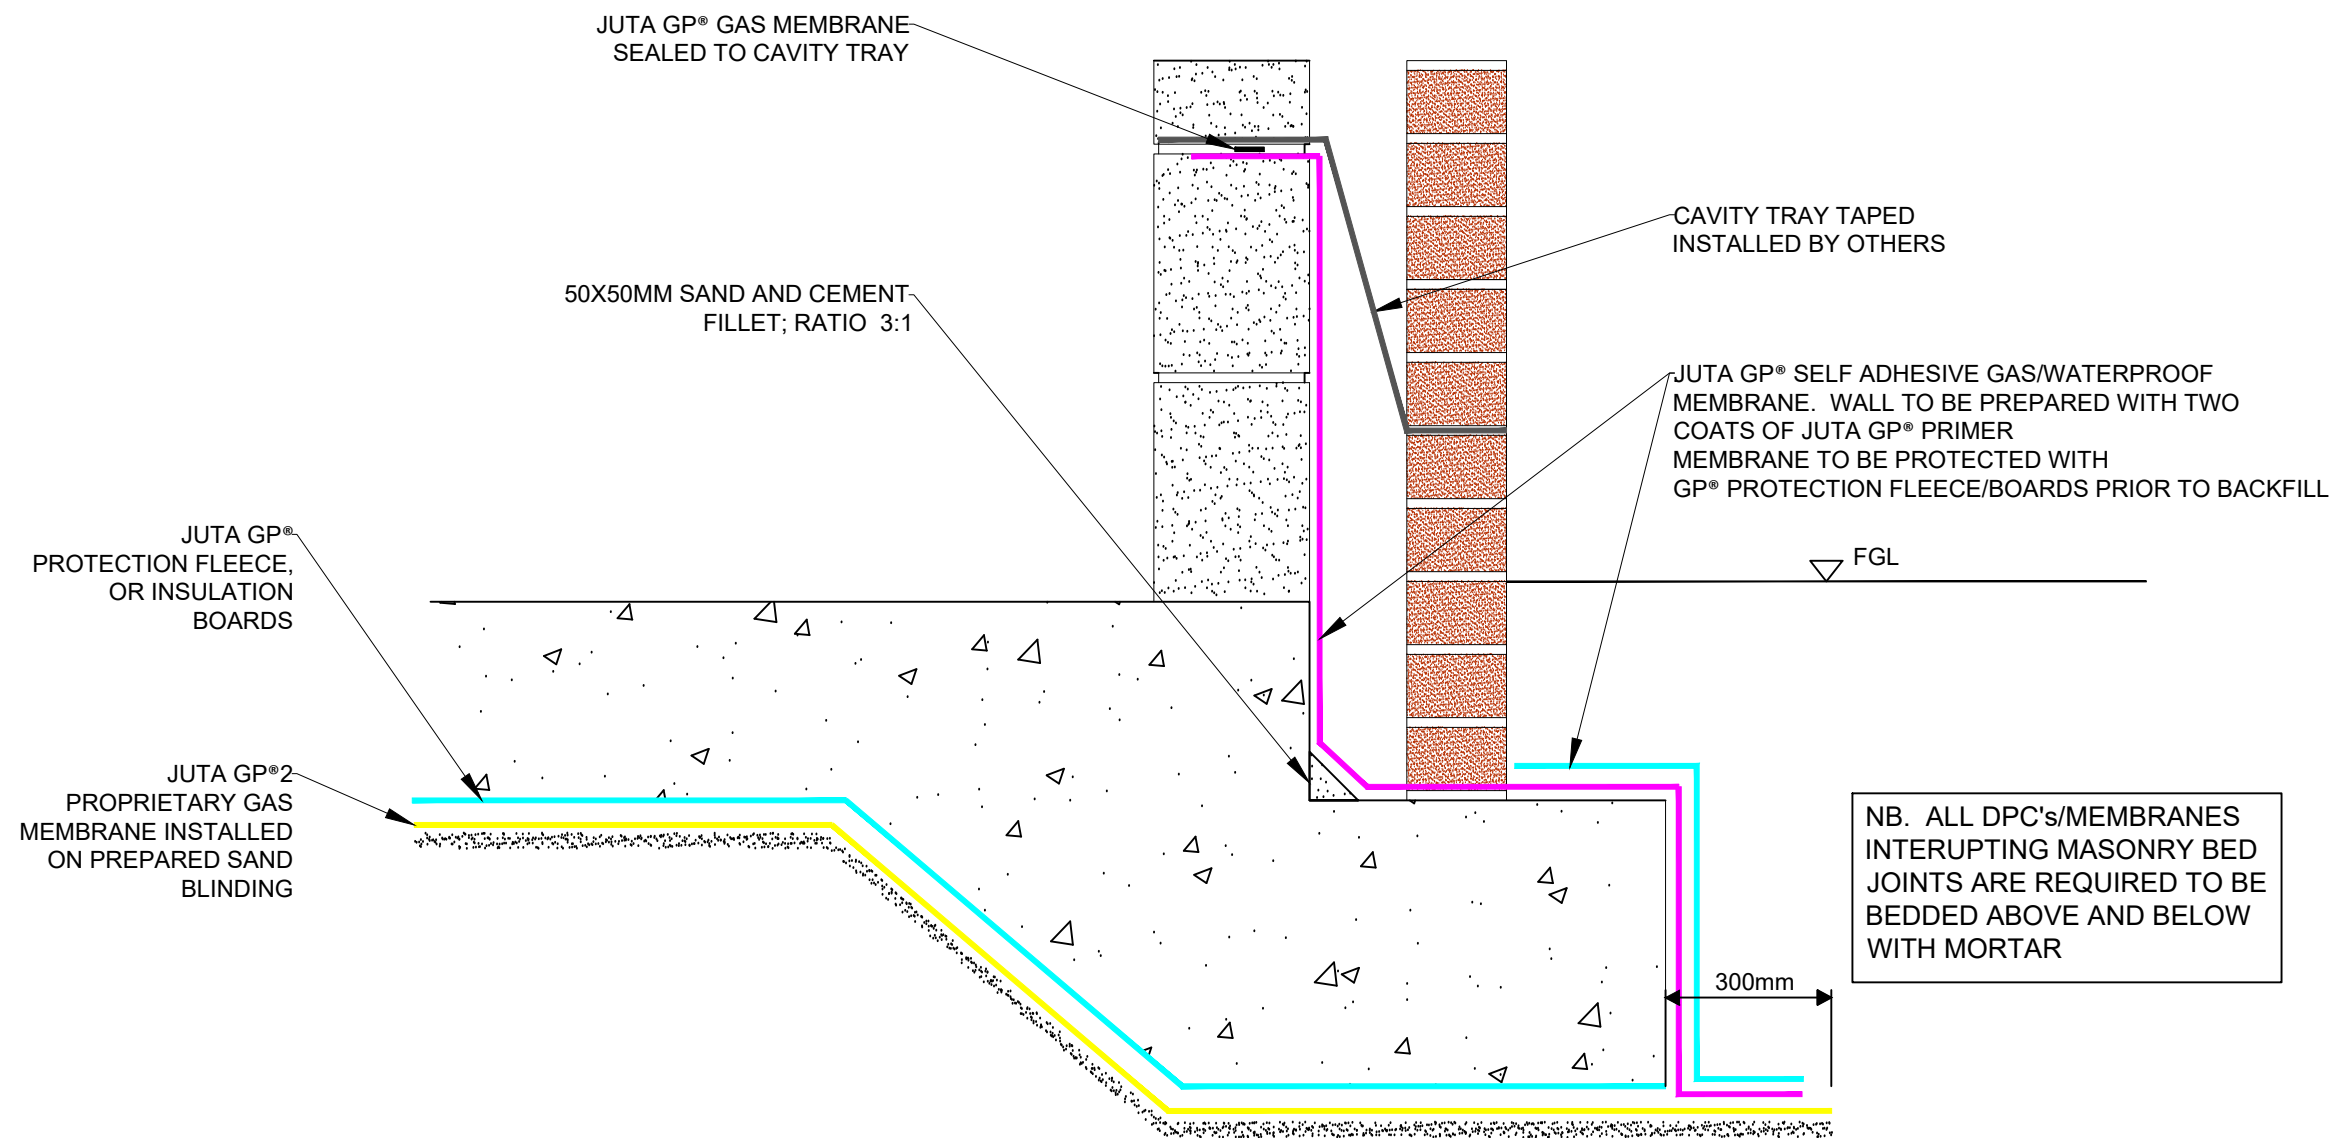 JUTA GP® GAS MEMBRANE
SEALED TO CAVITY TRAY
CAVITY TRAY TAPED
INSTALLED BY OTHERS
50X50MM SAND AND CEMENT
FILLET; RATIO 3:1
JUTA GP® SELF ADHESIVE GAS/WATERPROOF
MEMBRANE. WALL TO BE PREPARED WITH TWO
COATS OF JUTA GP® PRIMER
MEMBRANE TO BE PROTECTED WITH
GP® PROTECTION FLEECE/BOARDS PRIOR TO BACKFILL
JUTA GP®
PROTECTION FLEECE,
OR INSULATION
BOARDS
FGL
JUTA GP®2
PROPRIETARY GAS
MEMBRANE INSTALLED
ON PREPARED SAND
BLINDING
NB. ALL DPC's/MEMBRANES
INTERUPTING MASONRY BED
JOINTS ARE REQUIRED TO BE
BEDDED ABOVE AND BELOW
WITH MORTAR
300mm